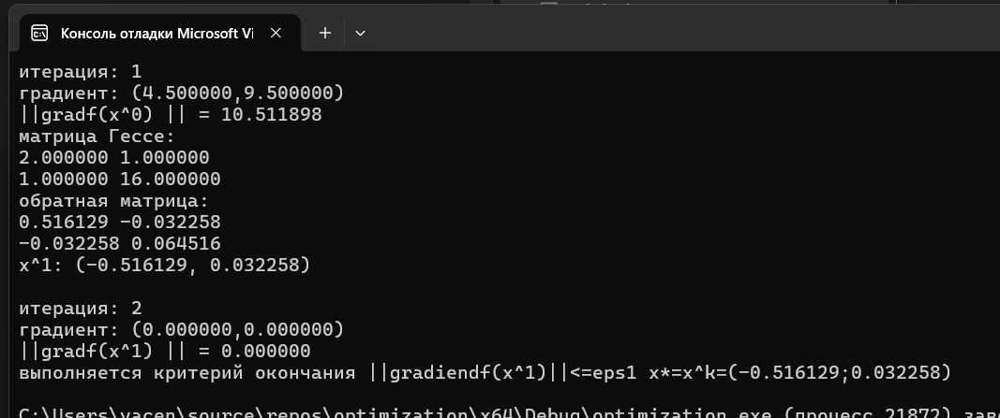 Консоль отладки Microsoft Vi
итерация: 1
градиент: (4.500000,9.500000)
||gradf(x^0) || = 10.511898
матрица Гессе:
2.000000 1.000000
1.000000 16.000000
обратная матрица:
0.516129 -0.032258
-0.032258 0.064516
x^1: (-0.516129, 0.032258)
итерация: 2
градиент: (0.000000,0.000000)
||gradf(x^1) || = 0.000000
выполняется критерий окончания ||gradiendf(x^1)||<=eps1 x*=x^k=(-0.516129;0.032258)
C:\Users\vacen\source\repos\optimization\x64\Debug\optimization.exe (процесс 21872) заве